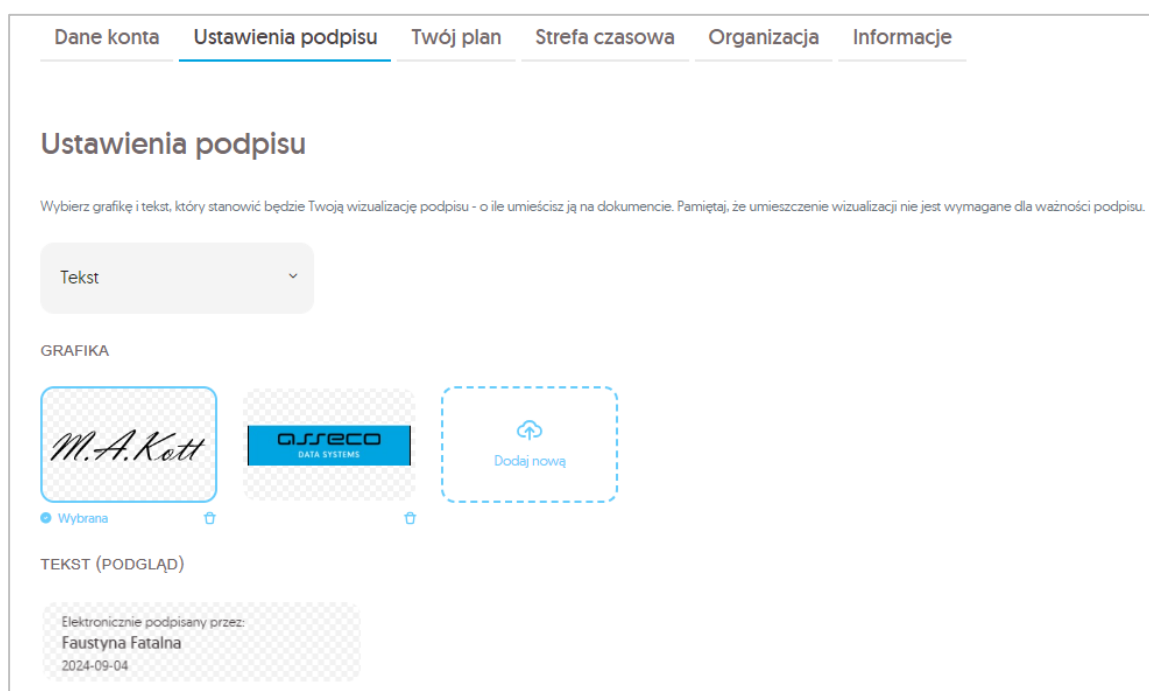 Dane konta Ustawienia podpisu Twój plan Strefa czasowa Organizacja Informacje
Ustawienia podpisu
Wybierz grafikę i tekst, który stanowić będzie Twoją wizualizację podpisu - o ile umieścisz ją na dokumencie. Pamiętaj, że umieszczenie wizualizacji nie jest wymagane dla ważności podpisu.
Tekst
GRAFIKA
M.A.Kott
asseco
DATA SYSTEMS
Dodaj nową
Wybrana
TEKST (PODGLĄD)
Elektronicznie podpisany przez:
Faustyna Fatalna
2024-09-04